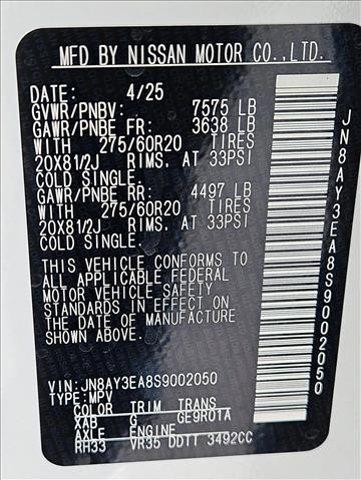 MFD BY NISSAN MOTOR CO.,LTD.
DATE: 4/25
GVWR/PNBV: 7575 LB
GAWR/PNBE FR: 3638 LB
WITH 275/60R20 TIRES
20X81/2J RIMS. AT 33PSI
COLD SINGLE.
GAWR/PNBE RR: 4497 LB
WITH 275/60R20 TIRES
20X81/2J RIMS. AT 33PSI
COLD SINGLE.
THIS VEHICLE CONFORMS TO
ALL APPLICABLE FEDERAL
MOTOR VEHICLE SAFETY
STANDARDS IN EFFECT ON
THE DATE OF MANUFACTURE
SHOWN ABOVE.
VIN: JN8AY3EA8S9002050
TYPE: MPV
COLOR TRIM TRANS
XAB G GE9R01A
AXLE ENGINE
RH33 VR35 DDTT 3492CC
JN8AY3EA8S9002050